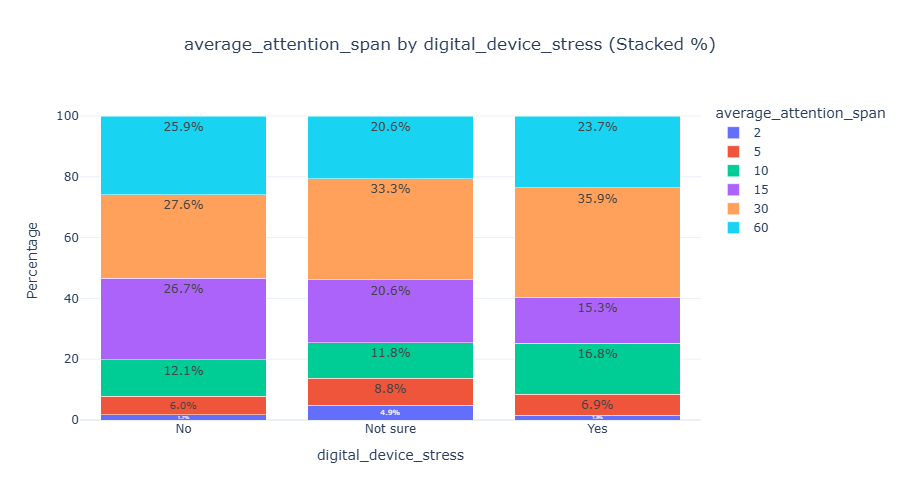 average_attention_span by digital_device_stress (Stacked %)
average_attention_span
2
5
10
15
30
60
Percentage
100
80
60
40
20
0
25.9% 20.6% 23.7%
27.6% 33.3% 35.9%
26.7% 20.6% 15.3%
12.1% 11.8% 16.8%
6.0% 8.8% 6.9%
1.7% 4.9%
No Not sure Yes
digital_device_stress